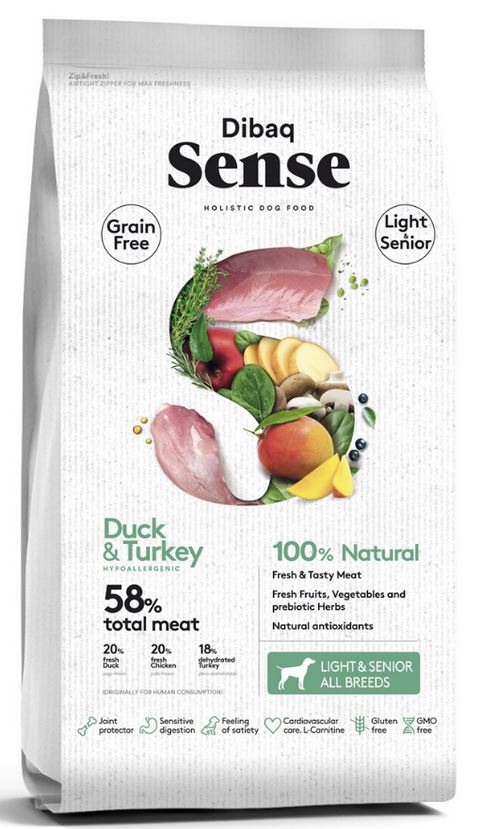 Zip&Fresh!
AIRTIGHT ZIPPER FOR MAX FRESHNESS
Dibaq
Sense
HOLISTIC DOG FOOD
Grain
Free
Light
&
Senior
Duck
& Turkey
HYPOALLERGENIC
58%
total meat
20%
fresh
Duck
20%
fresh
Chicken
18%
dehydrated
Turkey
(ORIGINALLY FOR HUMAN CONSUMPTION)
100% Natural
Fresh & Tasty Meat
Fresh Fruits, Vegetables and
prebiotic Herbs
Natural antioxidants
LIGHT & SENIOR
ALL BREEDS
Joint
protector
Sensitive
digestion
Feeling
of satiety
Cardiovascular
care. L-Carnitine
Gluten
free
GMO
free